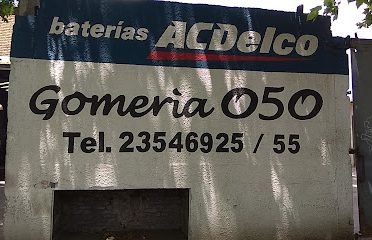 baterías ACDelco
Gomeria 050
Tel. 23546925 / 55